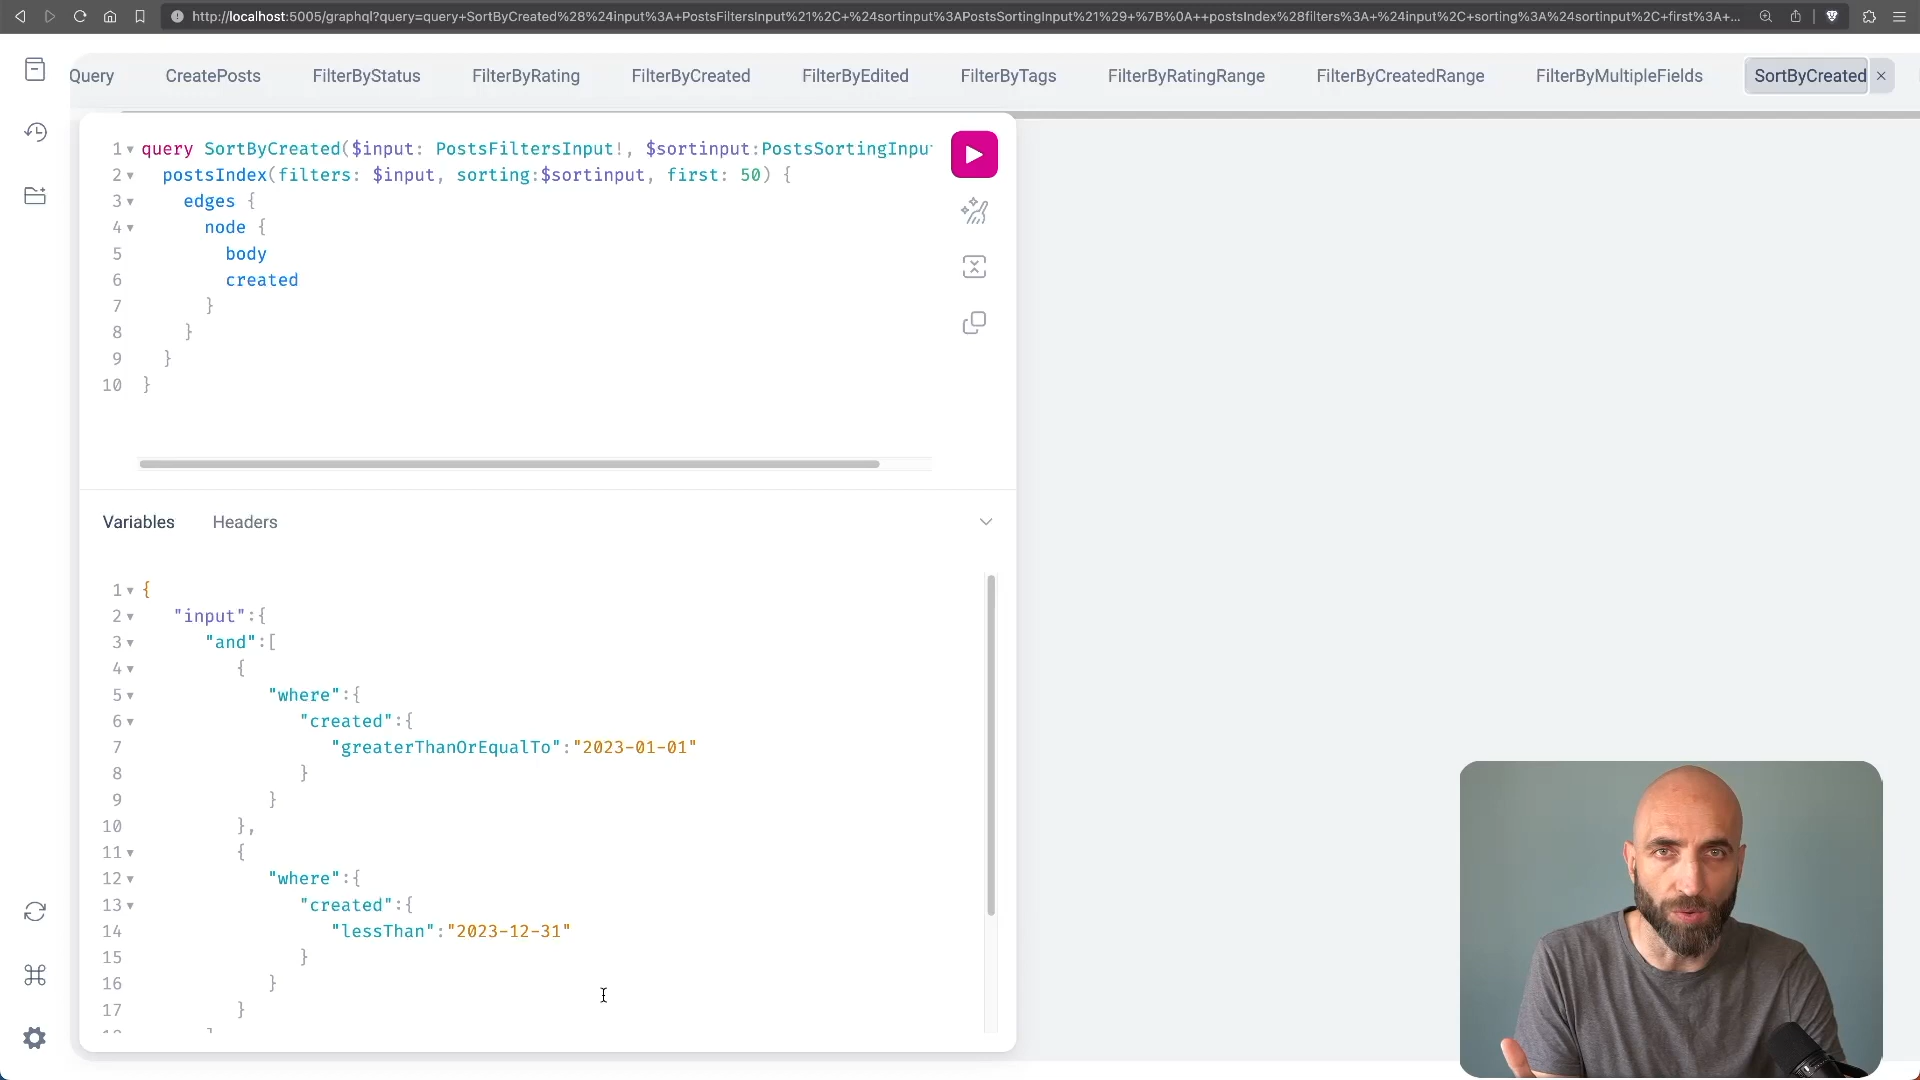 http://localhost:5005/graphql?query=query+SortByCreated%28%24input%3A+PostsFiltersInput%21%2C+%24sortinput%3APostsSortingInput%21%29+%7B%0A++postsIndex%28filters%3A+%24input%2C+sorting%3A%24sortinput%2C+first%3A+...
Query CreatePosts FilterByStatus FilterByRating FilterByCreated FilterByEdited FilterByTags FilterByRatingRange FilterByCreatedRange FilterByMultipleFields SortByCreated
1 query SortByCreated($input: PostsFiltersInput!, $sortinput:PostsSortingInpu
2 postsIndex(filters: $input, sorting:$sortinput, first: 50) {
3 edges {
4 node {
5 body
6 created
7 }
8 }
9 }
10 }
Variables Headers
1 {
2 "input":{
3 "and":[
4 {
5 "where":{
6 "created":{
7 "greaterThanOrEqualTo":"2023-01-01"
8 }
9 }
10 },
11 {
12 "where":{
13 "created":{
14 "lessThan":"2023-12-31"
15 }
16 }
17 }